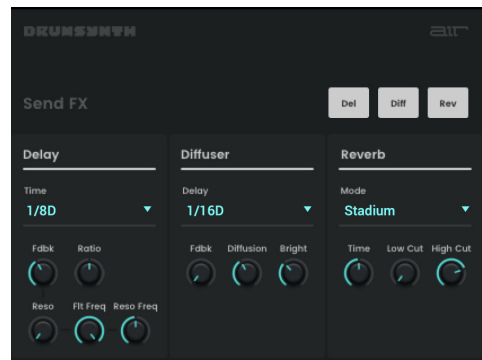 DRUMSYNTH
AIR
Send FX
Del Diff Rev
Delay Diffuser Reverb
Time Delay Mode
1/8D 1/16D Stadium
Fdbk Ratio Fdbk Diffusion Bright Time Low Cut High Cut
Reso Flt Freq Reso Freq